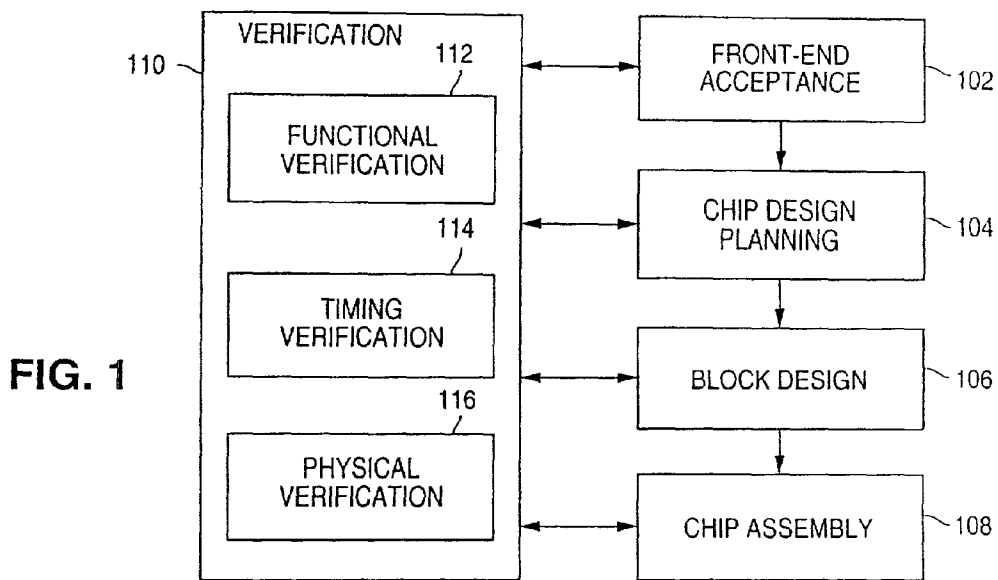 VERIFICATION
110
112
FUNCTIONAL
VERIFICATION
114
TIMING
VERIFICATION
116
PHYSICAL
VERIFICATION
FRONT-END
ACCEPTANCE
102
CHIP DESIGN
PLANNING
104
BLOCK DESIGN
106
CHIP ASSEMBLY
108
FIG. 1